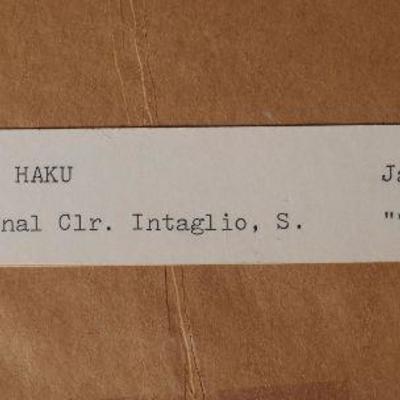 HAKU Ja
nal Clr. Intaglio, S. "